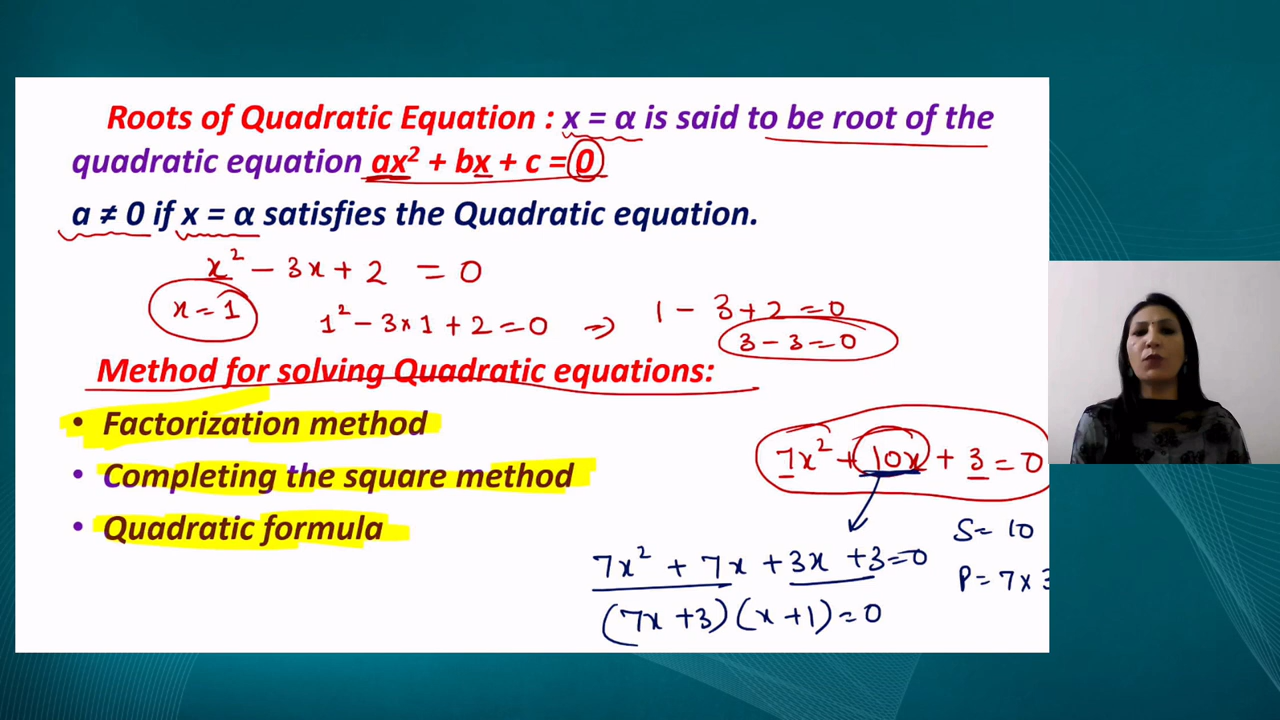 Roots of Quadratic Equation : x = α is said to be root of the
quadratic equation ax² + bx + c = 0
a ≠ 0 if x = α satisfies the Quadratic equation.
x² - 3x + 2 = 0
x = 1
1² - 3×1 + 2 = 0 => 1 - 3 + 2 = 0
3 - 3 = 0
Method for solving Quadratic equations:
• Factorization method
• Completing the square method
• Quadratic formula
7x² + 10x + 3 = 0
S = 10
P = 7 × 3
7x² + 7x + 3x + 3 = 0
(7x + 3)(x + 1) = 0